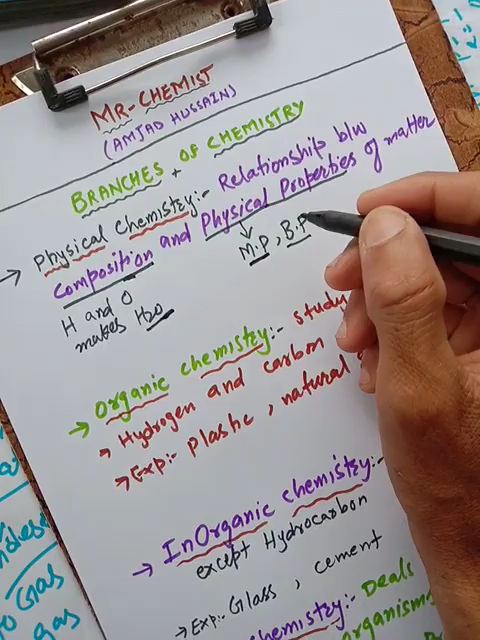 MR-CHEMIST
(AMJAD HUSSAIN)
BRANCHES OF CHEMISTRY
→ Physical Chemistry:- Relationship b/w
Composition and Physical Properties of matter
M.P, B.P
H and O
makes H2O
→ Organic chemistry:- study
→ Hydrogen and carbon
→ Exp:- Plastic, natural
→ InOrganic chemistry:-
except Hydrocarbon
→ Exp:- Glass, cement
chemistry:- Deals
organisms
Glas
gas